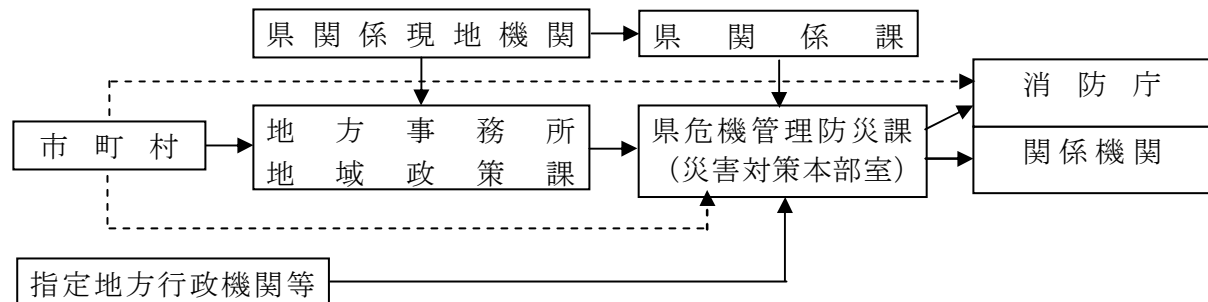 県関係現地機関
県関係課
消防庁
市町村
地方事務所
地域政策課
県危機管理防災課
（災害対策本部室）
関係機関
指定地方行政機関等